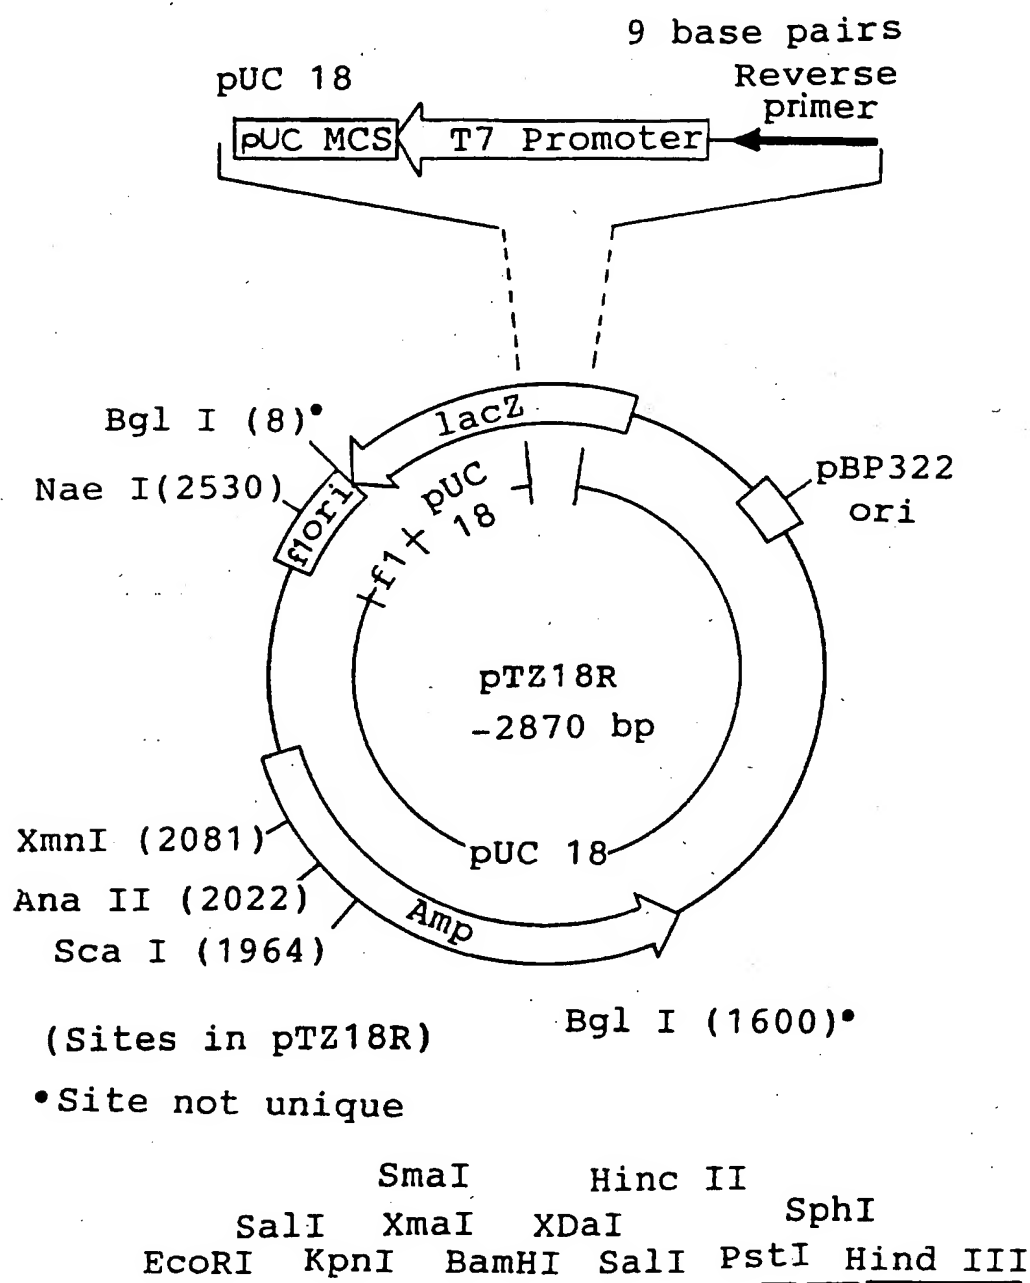 9 base pairs
pUC 18
Reverse
primer
pUC MCS
T7 Promoter
lacZ
Bgl I (8)•
Nae I(2530)
pBP322
ori
f1ori
pUC
18
f1
pTZ18R
-2870 bp
XmnI (2081)
pUC 18
Ana II (2022)
Amp
Sca I (1964)
Bgl I (1600)•
(Sites in pTZ18R)
•Site not unique
SmaI Hinc II
SphI
SalI XmaI XDaI
EcoRI KpnI BamHI SalI PstI Hind III